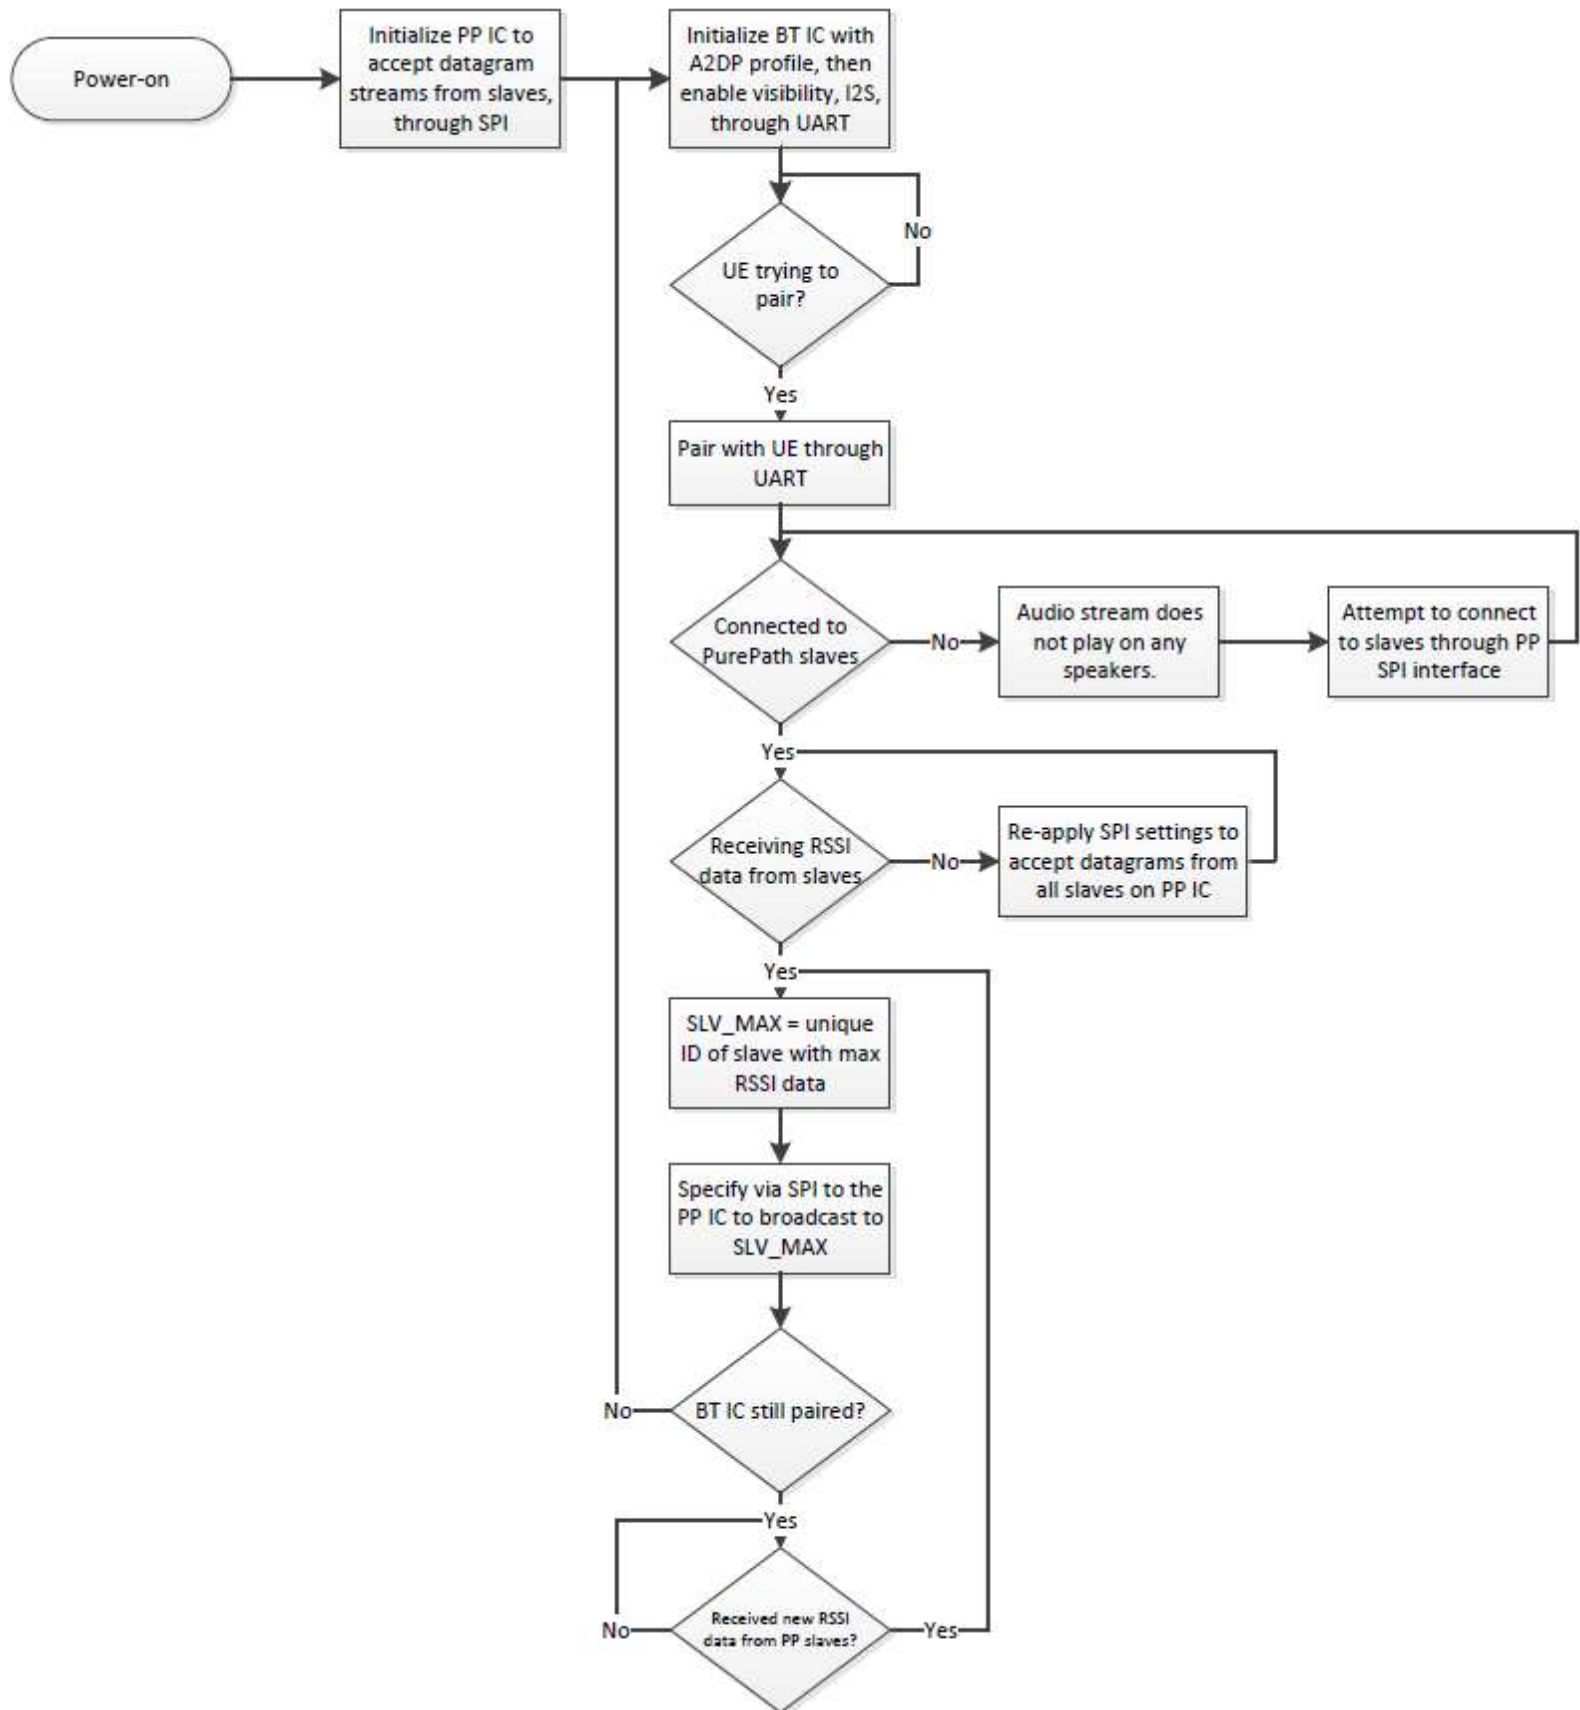 Power-on
Initialize PP IC to
accept datagram
streams from slaves,
through SPI
Initialize BT IC with
A2DP profile, then
enable visibility, I2S,
through UART
No
UE trying to
pair?
Yes
Pair with UE through
UART
Connected to
PurePath slaves
No
Audio stream does
not play on any
speakers.
Attempt to connect
to slaves through PP
SPI interface
Yes
Receiving RSSI
data from slaves
No
Re-apply SPI settings to
accept datagrams from
all slaves on PP IC
Yes
SLV_MAX = unique
ID of slave with max
RSSI data
Specify via SPI to the
PP IC to broadcast to
SLV_MAX
No
BT IC still paired?
Yes
No
Received new RSSI
data from PP slaves?
Yes